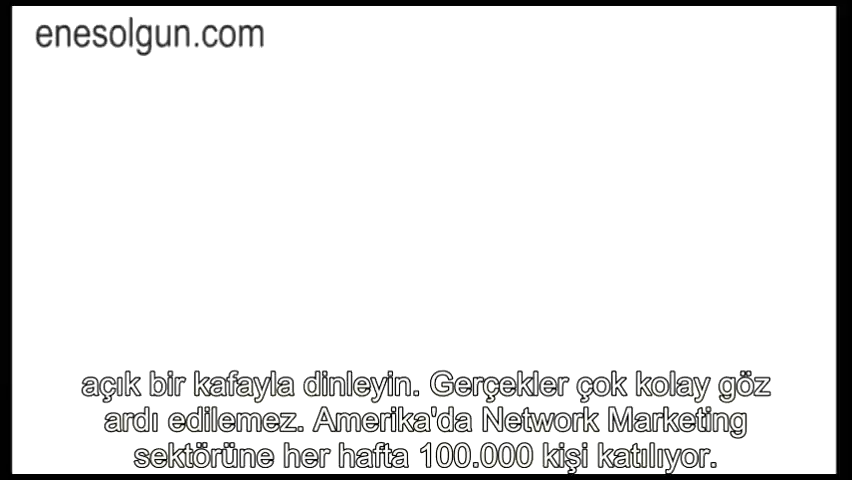 enesolgun.com
açık bir kafayla dinleyin. Gerçekler çok kolay göz
ardı edilemez. Amerika'da Network Marketing
sektörüne her hafta 100.000 kişi katılıyor.